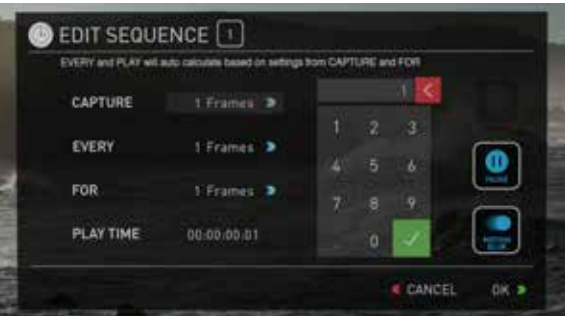 EDIT SEQUENCE 1
EVERY and PLAY will auto calculate based on settings from CAPTURE and FOR
CAPTURE 1 Frames
EVERY 1 Frames
FOR 1 Frames
PLAY TIME 00:00:00:01
1
1 2 3
4 5 6
7 8 9
. 0
PAUSE
CANCEL OK